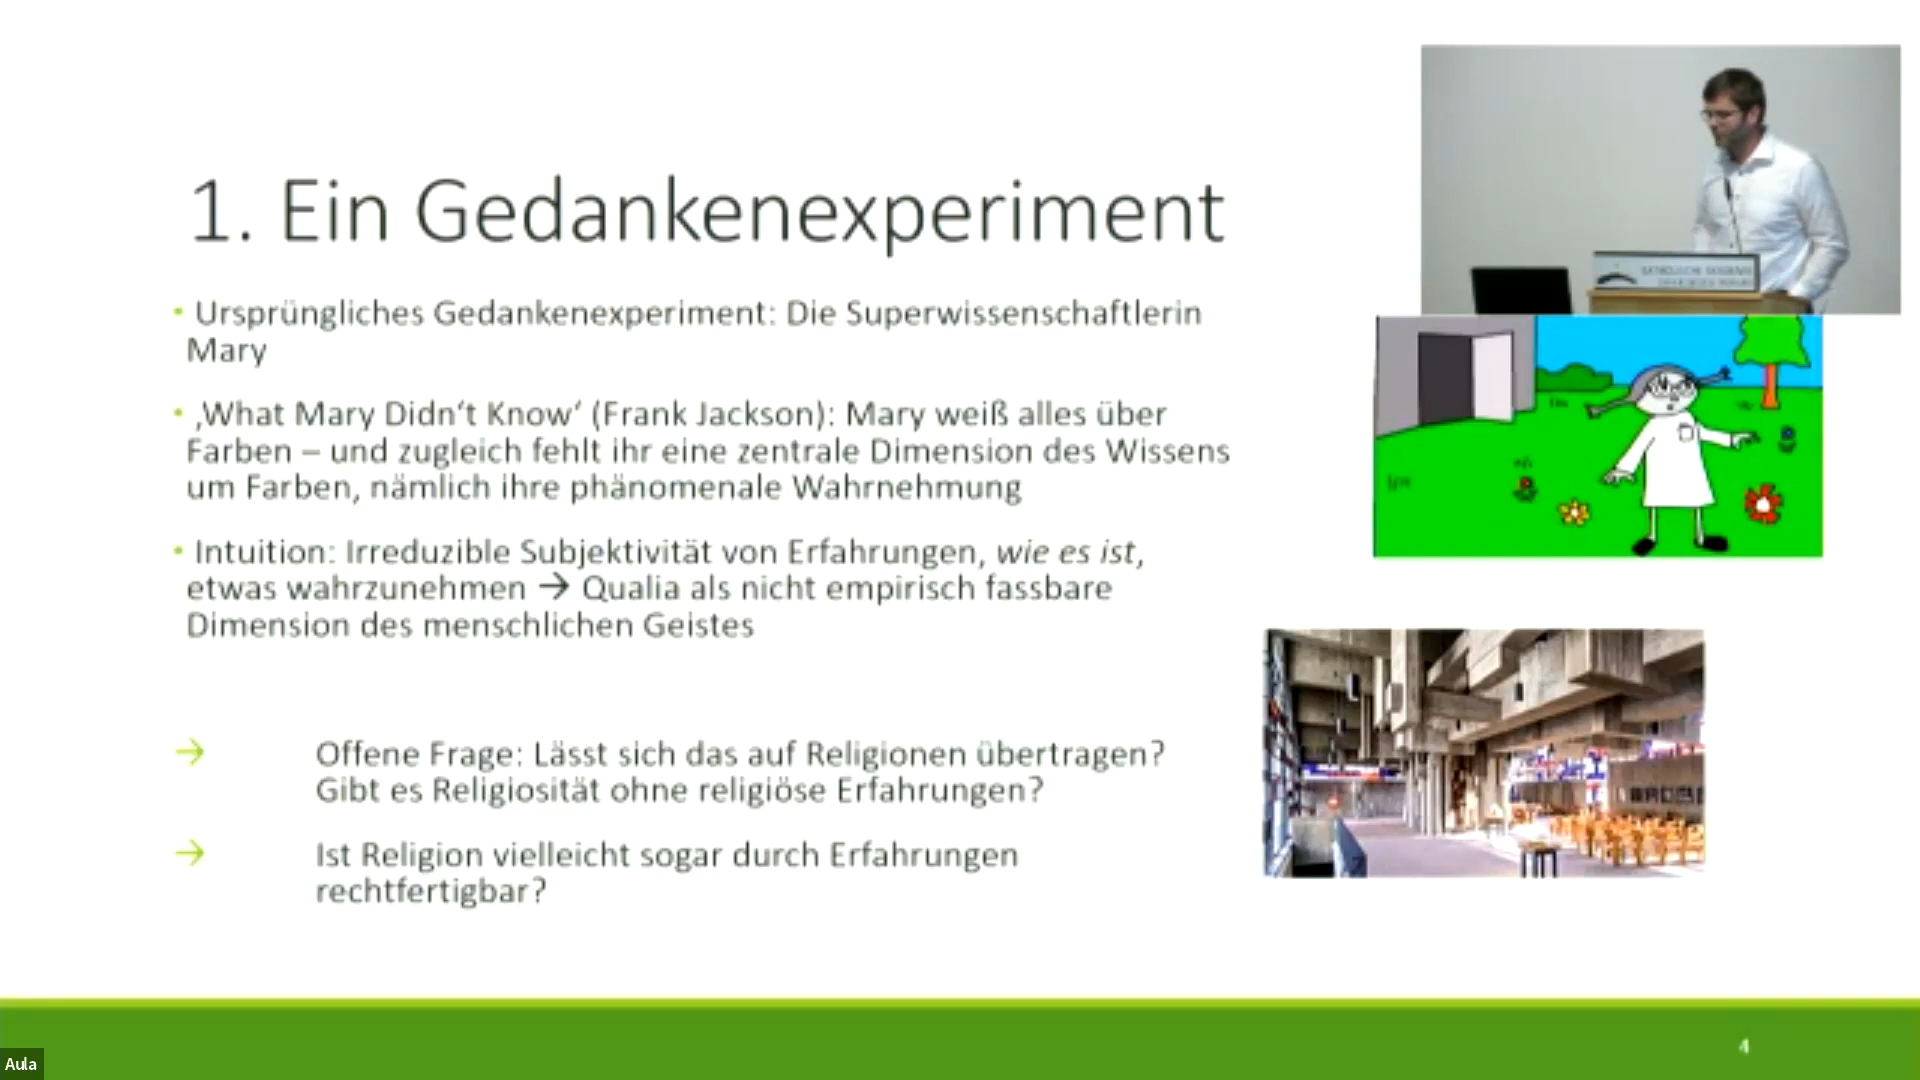 1. Ein Gedankenexperiment
• Ursprüngliches Gedankenexperiment: Die Superwissenschaftlerin
Mary
• ‚What Mary Didn‘t Know‘ (Frank Jackson): Mary weiß alles über
Farben – und zugleich fehlt ihr eine zentrale Dimension des Wissens
um Farben, nämlich ihre phänomenale Wahrnehmung
• Intuition: Irreduzible Subjektivität von Erfahrungen, wie es ist,
etwas wahrzunehmen → Qualia als nicht empirisch fassbare
Dimension des menschlichen Geistes
→ Offene Frage: Lässt sich das auf Religionen übertragen?
Gibt es Religiosität ohne religiöse Erfahrungen?
→ Ist Religion vielleicht sogar durch Erfahrungen
rechtfertigbar?
KATHOLISCHE AKADEMIE
4
Aula